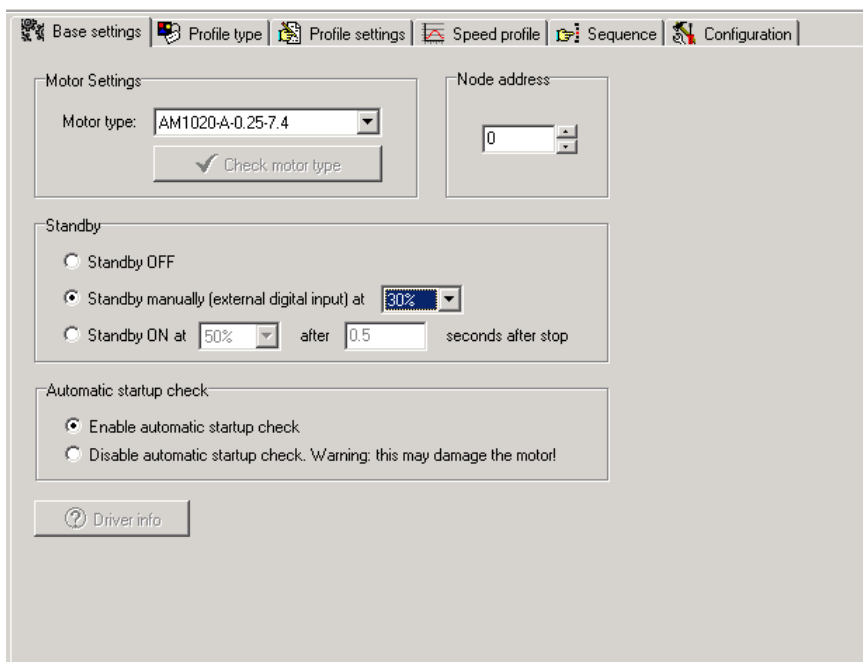 Base settings Profile type Profile settings Speed profile Sequence Configuration
Motor Settings
Motor type: AM1020-A-0.25-7.4
Check motor type
Node address
0
Standby
Standby OFF
Standby manually (external digital input) at 30%
Standby ON at 50% after 0.5 seconds after stop
Automatic startup check
Enable automatic startup check
Disable automatic startup check. Warning: this may damage the motor!
Driver info